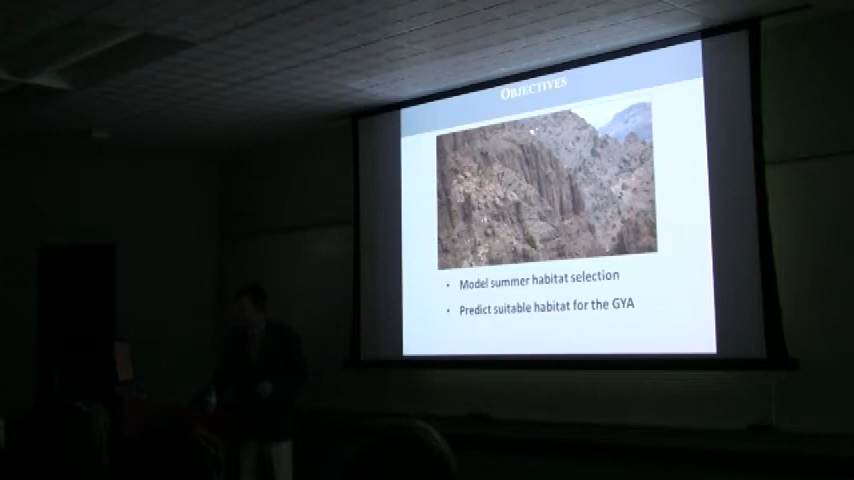 OBJECTIVES
• Model summer habitat selection
• Predict suitable habitat for the GYA